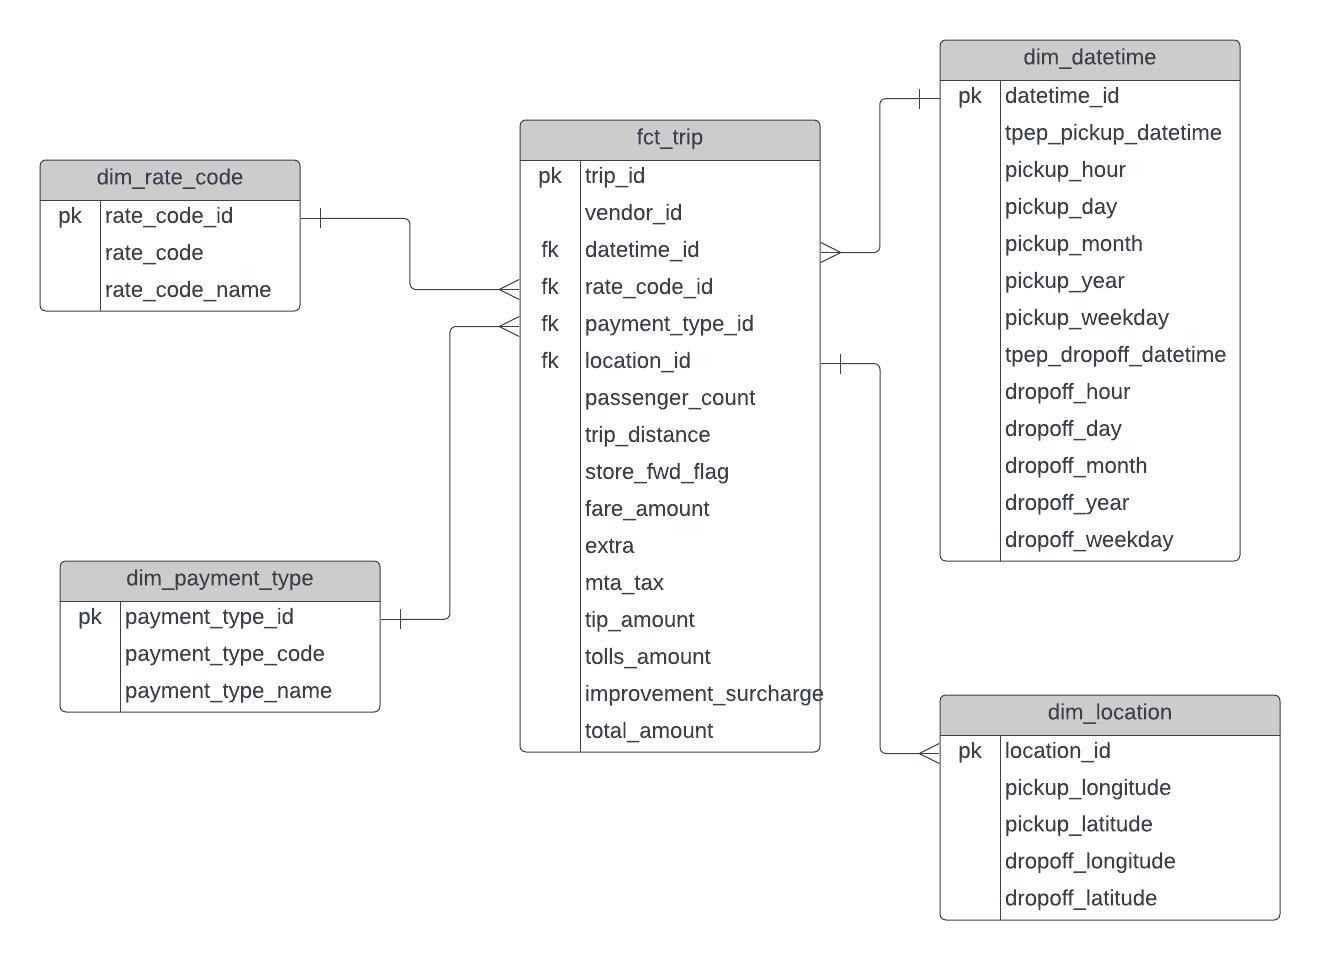 dim_rate_code
pk rate_code_id
rate_code
rate_code_name
dim_payment_type
pk payment_type_id
payment_type_code
payment_type_name
fct_trip
pk trip_id
vendor_id
fk datetime_id
fk rate_code_id
fk payment_type_id
fk location_id
passenger_count
trip_distance
store_fwd_flag
fare_amount
extra
mta_tax
tip_amount
tolls_amount
improvement_surcharge
total_amount
dim_datetime
pk datetime_id
tpep_pickup_datetime
pickup_hour
pickup_day
pickup_month
pickup_year
pickup_weekday
tpep_dropoff_datetime
dropoff_hour
dropoff_day
dropoff_month
dropoff_year
dropoff_weekday
dim_location
pk location_id
pickup_longitude
pickup_latitude
dropoff_longitude
dropoff_latitude